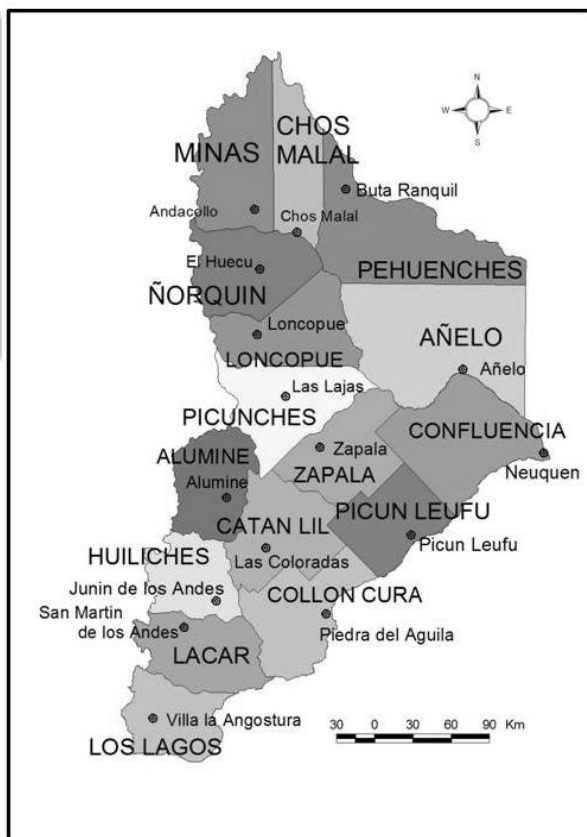 N
W E
S
CHOS
MALAL
MINAS
Buta Ranquil
Andacollo
Chos Malal
El Huecu
PEHUENCHES
ÑORQUIN
Loncopue
AÑELO
LONCOPUE
Añelo
Las Lajas
PICUNCHES
CONFLUENCIA
Zapala
ALUMINE
ZAPALA
Neuquen
Alumine
PICUN LEUFU
CATAN LIL
Picun Leufu
HUILICHES
Las Coloradas
Junin de los Andes
COLLON CURA
San Martin
de los Andes
Piedra del Aguila
LACAR
Villa la Angostura
LOS LAGOS
30 0 30 60 90 Km